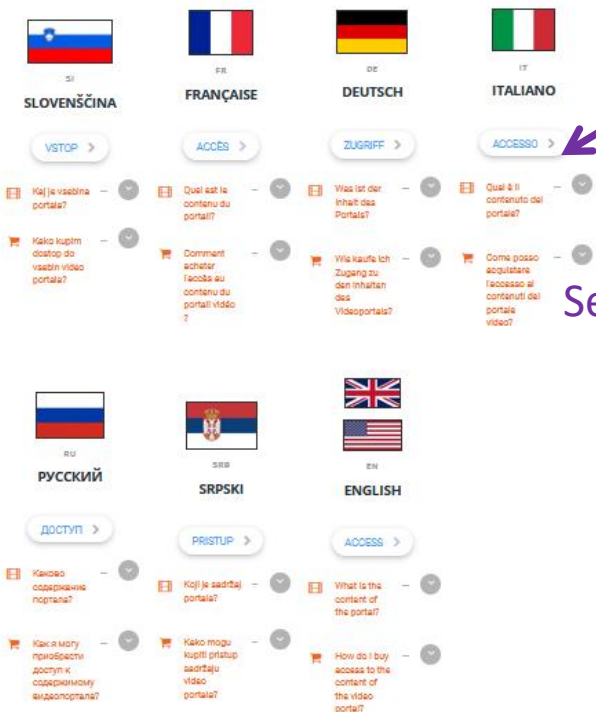 SI
SLOVENŠČINA
VSTOP
Kaj je vsebina
portala?
Kako kupim
dostop do
vsebin video
portala?
FR
FRANÇAISE
ACCÈS
Quel est le
contenu du
portail?
Comment
acheter
l'accès au
contenu du
portail vidéo
?
DE
DEUTSCH
ZUGRIFF
Was ist der
Inhalt des
Portals?
Wie kaufe ich
Zugang zu
den Inhalten
des
Videoportals?
IT
ITALIANO
ACCESSO
Qual è il
contenuto del
portale?
Come posso
acquistare
l'accesso ai
contenuti del
portale
video?
Se
RU
РУССКИЙ
ДОСТУП
Каково
содержание
портала?
Как я могу
приобрести
доступ к
содержимому
видеопортала?
SRB
SRPSKI
PRISTUP
Koji je sadržaj
portala?
Kako mogu
kupiti pristup
sadržaju
video
portala?
EN
ENGLISH
ACCESS
What is the
content of
the portal?
How do I buy
access to the
content of
the video
portal?